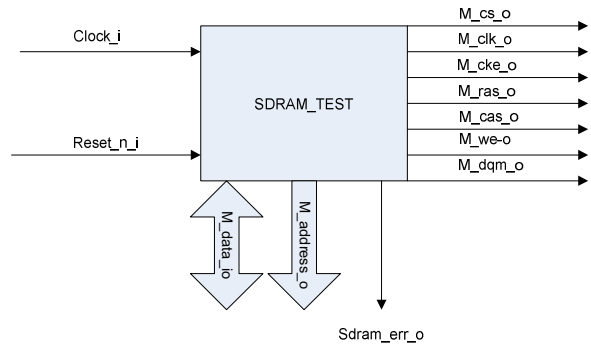 M_cs_o
Clock_i
M_clk_o
M_cke_o
SDRAM_TEST
M_ras_o
M_cas_o
Reset_n_i
M_we-o
M_dqm_o
M_data_io
M_address_o
Sdram_err_o